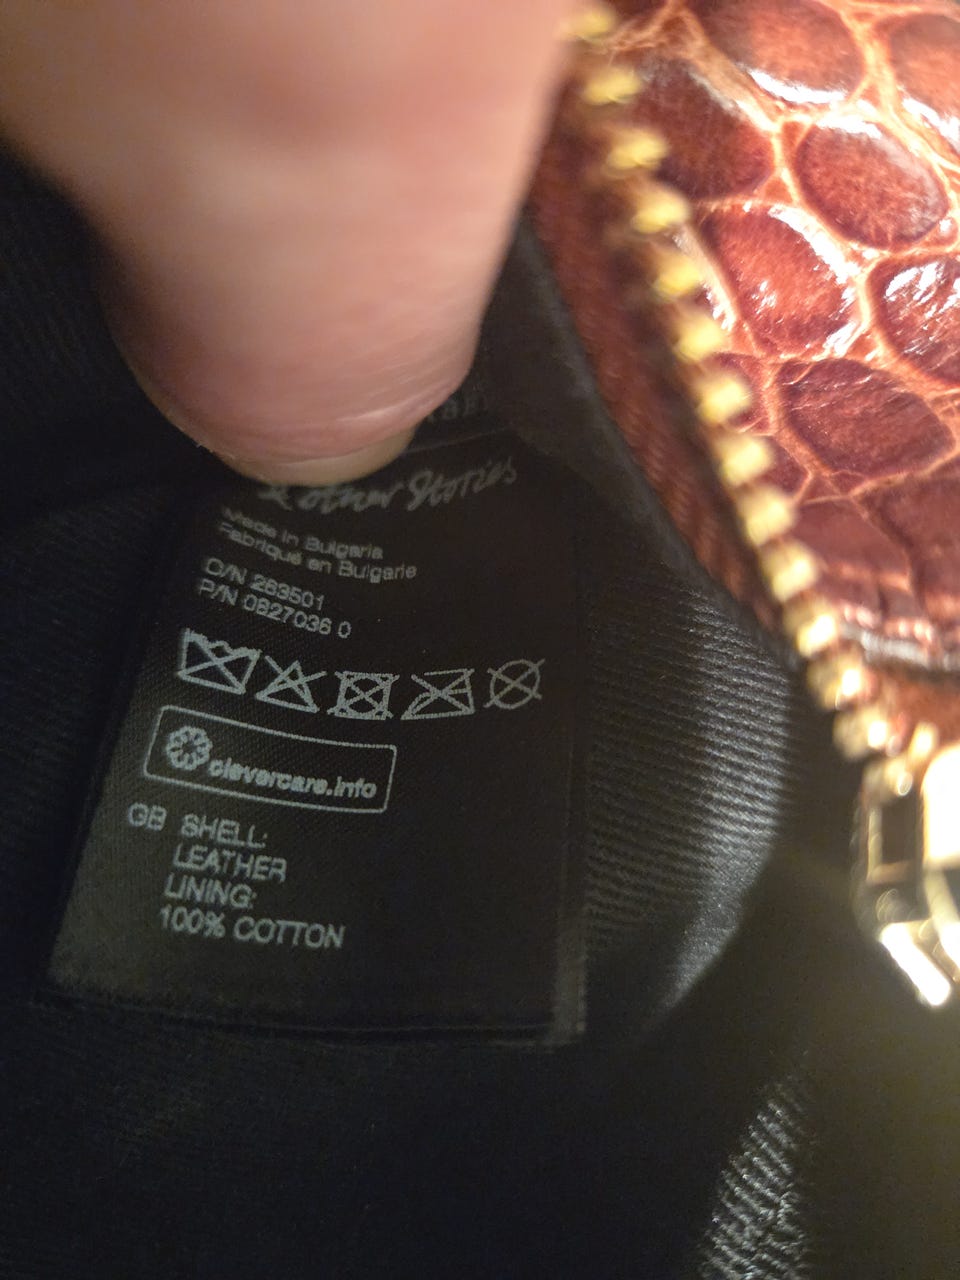 & other Stories
Made in Bulgaria
Fabriqué en Bulgarie
O/N 263501
P/N 0827036 0
clevercare.info
GB SHELL:
LEATHER
LINING:
100% COTTON